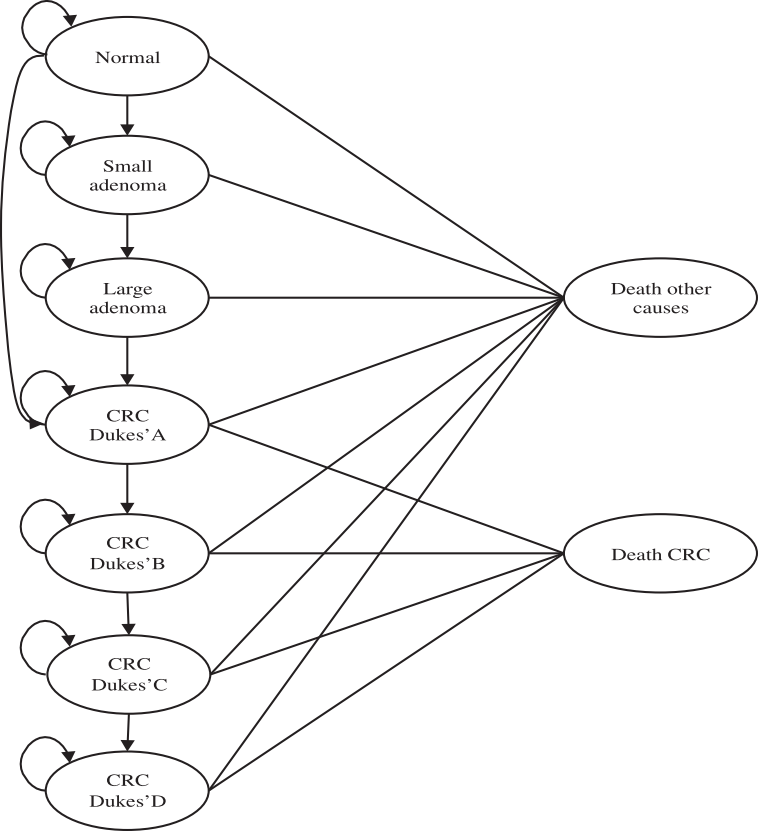 Normal
Small
adenoma
Large
adenoma
Death other
causes
CRC
Dukes’A
CRC
Dukes’B
Death CRC
CRC
Dukes’C
CRC
Dukes’D